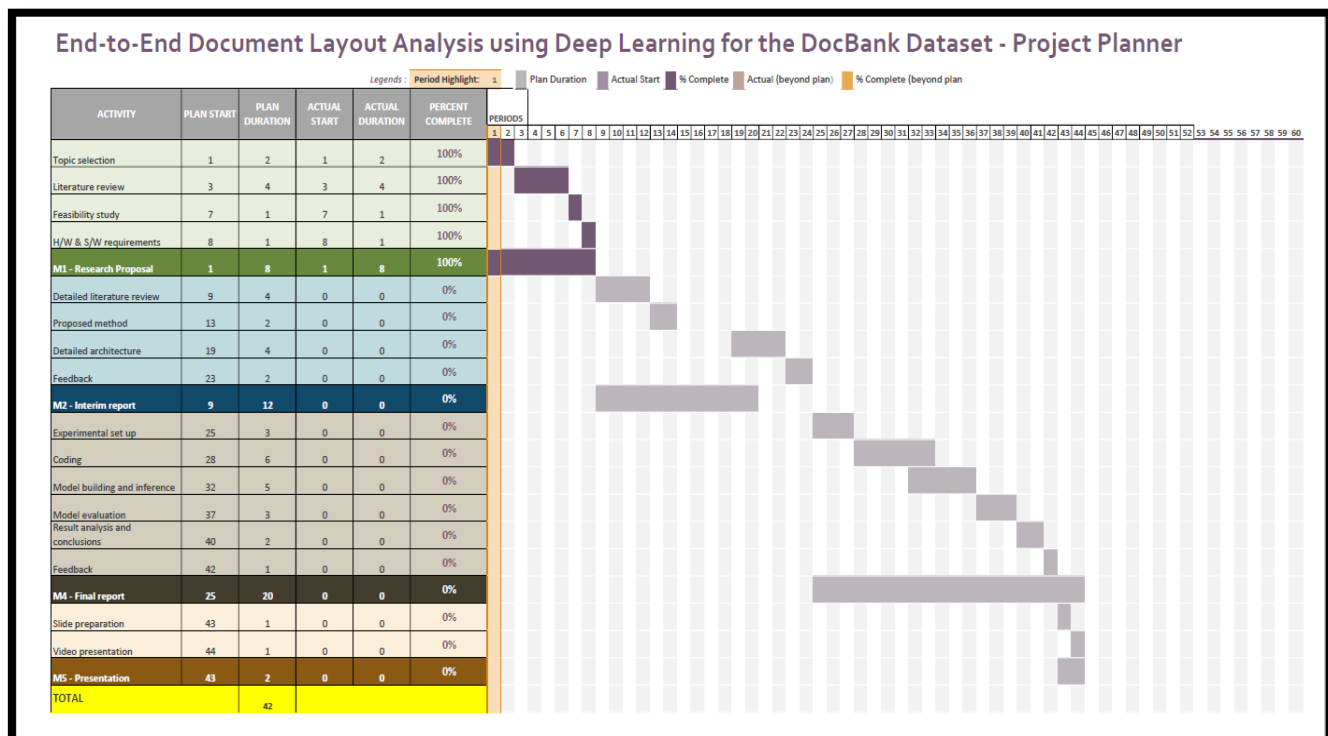 End-to-End Document Layout Analysis using Deep Learning for the DocBank Dataset - Project Planner
Legends : Period Highlight: 1 Plan Duration Actual Start % Complete Actual (beyond plan) % Complete (beyond plan
ACTIVITY PLAN START PLAN DURATION ACTUAL START ACTUAL DURATION PERCENT COMPLETE PERIODS
1 2 3 4 5 6 7 8 9 10 11 12 13 14 15 16 17 18 19 20 21 22 23 24 25 26 27 28 29 30 31 32 33 34 35 36 37 38 39 40 41 42 43 44 45 46 47 48 49 50 51 52 53 54 55 56 57 58 59 60
Topic selection 1 2 1 2 100%
Literature review 3 4 3 4 100%
Feasibility study 7 1 7 1 100%
H/W & S/W requirements 8 1 8 1 100%
M1 - Research Proposal 1 8 1 8 100%
Detailed literature review 9 4 0 0 0%
Proposed method 13 2 0 0 0%
Detailed architecture 19 4 0 0 0%
Feedback 23 2 0 0 0%
M2 - Interim report 9 12 0 0 0%
Experimental set up 25 3 0 0 0%
Coding 28 6 0 0 0%
Model building and inference 32 5 0 0 0%
Model evaluation 37 3 0 0 0%
Result analysis and
conclusions 40 2 0 0 0%
Feedback 42 1 0 0 0%
M4 - Final report 25 20 0 0 0%
Slide preparation 43 1 0 0 0%
Video presentation 44 1 0 0 0%
M5 - Presentation 43 2 0 0 0%
TOTAL 42